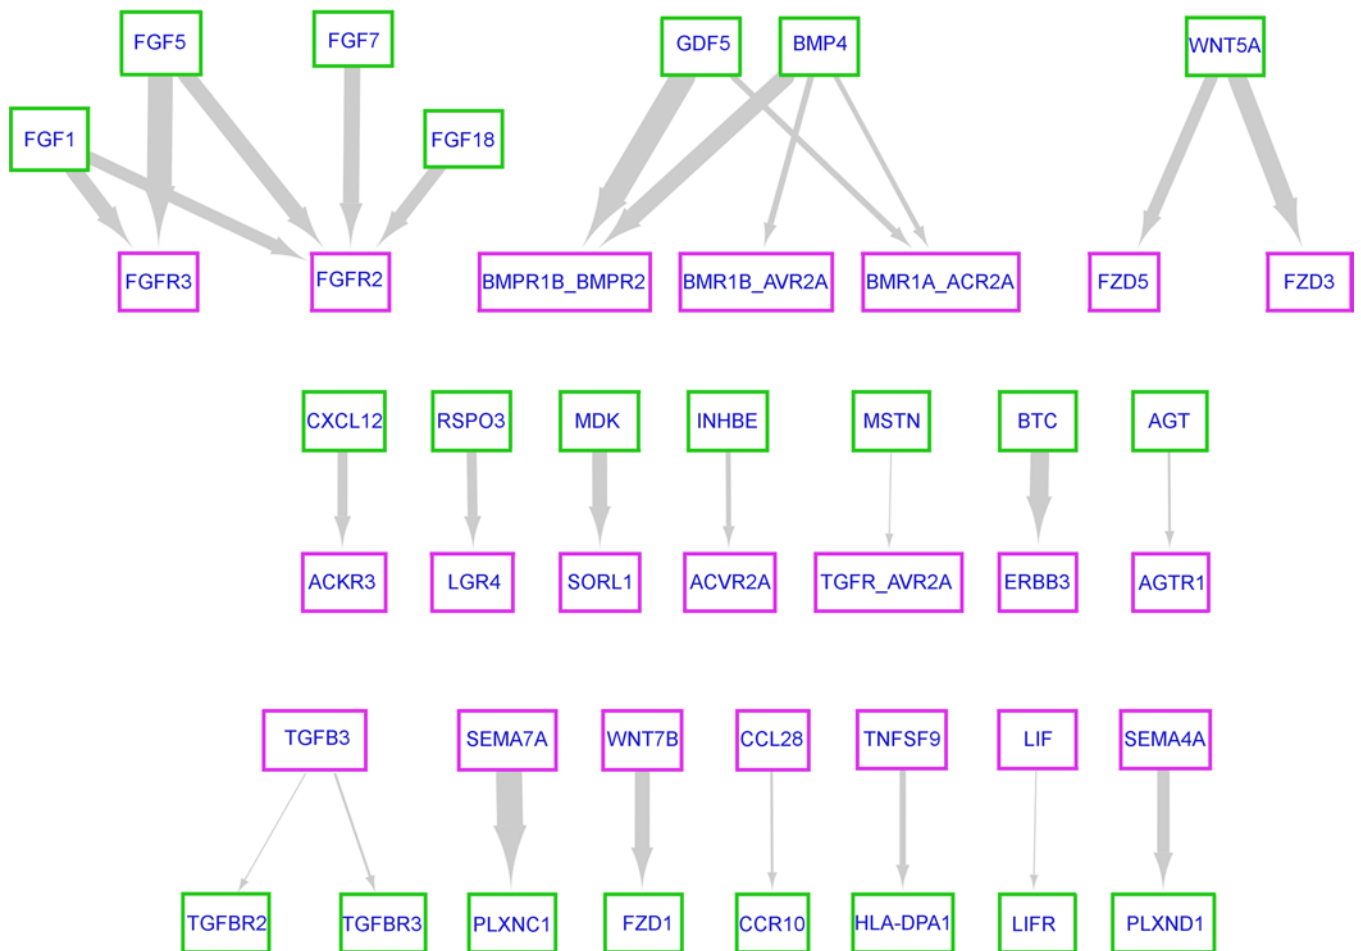 FGF5
FGF7
GDF5
BMP4
WNT5A
FGF1
FGF18
FGFR3
FGFR2
BMPR1B_BMPR2
BMR1B_AVR2A
BMR1A_ACR2A
FZD5
FZD3
CXCL12
RSPO3
MDK
INHBE
MSTN
BTC
AGT
ACKR3
LGR4
SORL1
ACVR2A
TGFR_AVR2A
ERBB3
AGTR1
TGFB3
SEMA7A
WNT7B
CCL28
TNFSF9
LIF
SEMA4A
TGFBR2
TGFBR3
PLXNC1
FZD1
CCR10
HLA-DPA1
LIFR
PLXND1